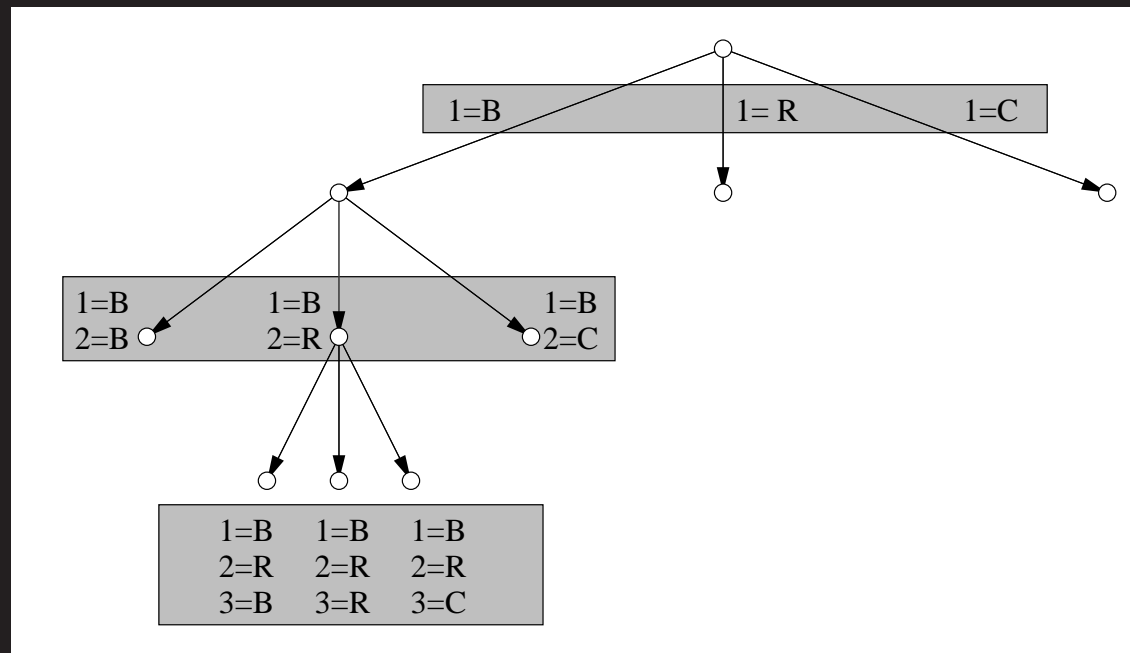 1=B 1= R 1=C
1=B 1=B 1=B
2=B 2=R 2=C
1=B 1=B 1=B
2=R 2=R 2=R
3=B 3=R 3=C